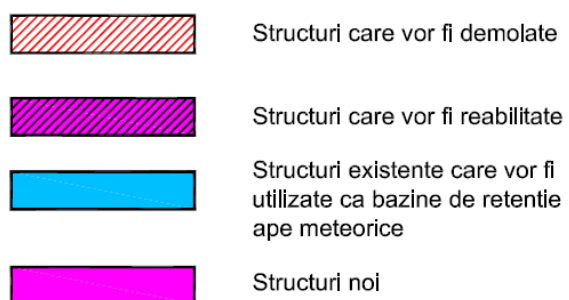 Structuri care vor fi demolate
Structuri care vor fi reabilitate
Structuri existente care vor fi
utilizate ca bazine de retentie
ape meteorice
Structuri noi